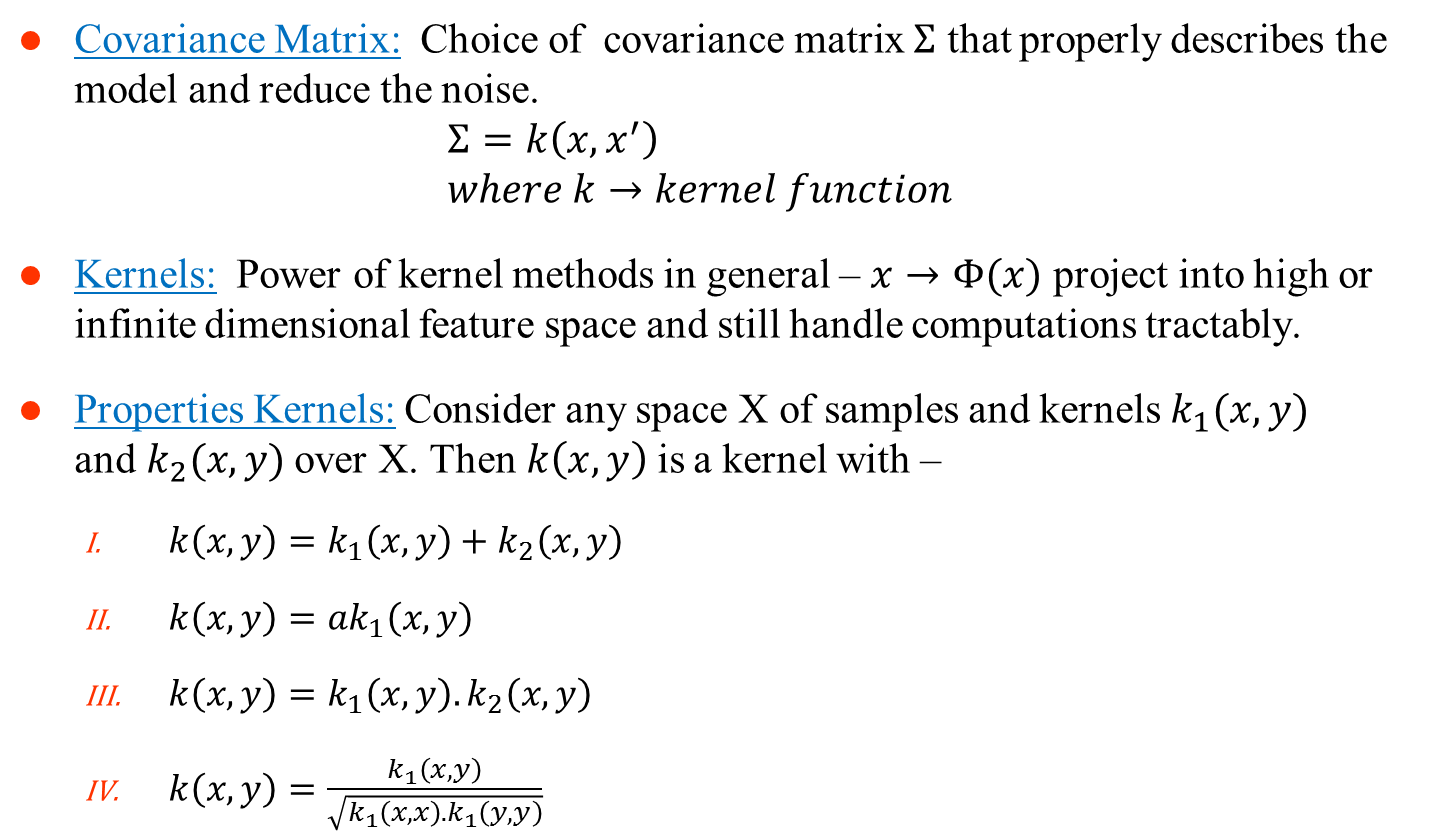 ● Covariance Matrix: Choice of covariance matrix Σ that properly describes the
model and reduce the noise.
Σ = k(x, x′)
where k → kernel function
● Kernels: Power of kernel methods in general – x → Φ(x) project into high or
infinite dimensional feature space and still handle computations tractably.
● Properties Kernels: Consider any space X of samples and kernels k₁(x, y)
and k₂(x, y) over X. Then k(x, y) is a kernel with –
I. k(x, y) = k₁(x, y) + k₂(x, y)
II. k(x, y) = ak₁(x, y)
III. k(x, y) = k₁(x, y). k₂(x, y)
IV. k(x, y) = k₁(x,y) / √(k₁(x,x).k₁(y,y))